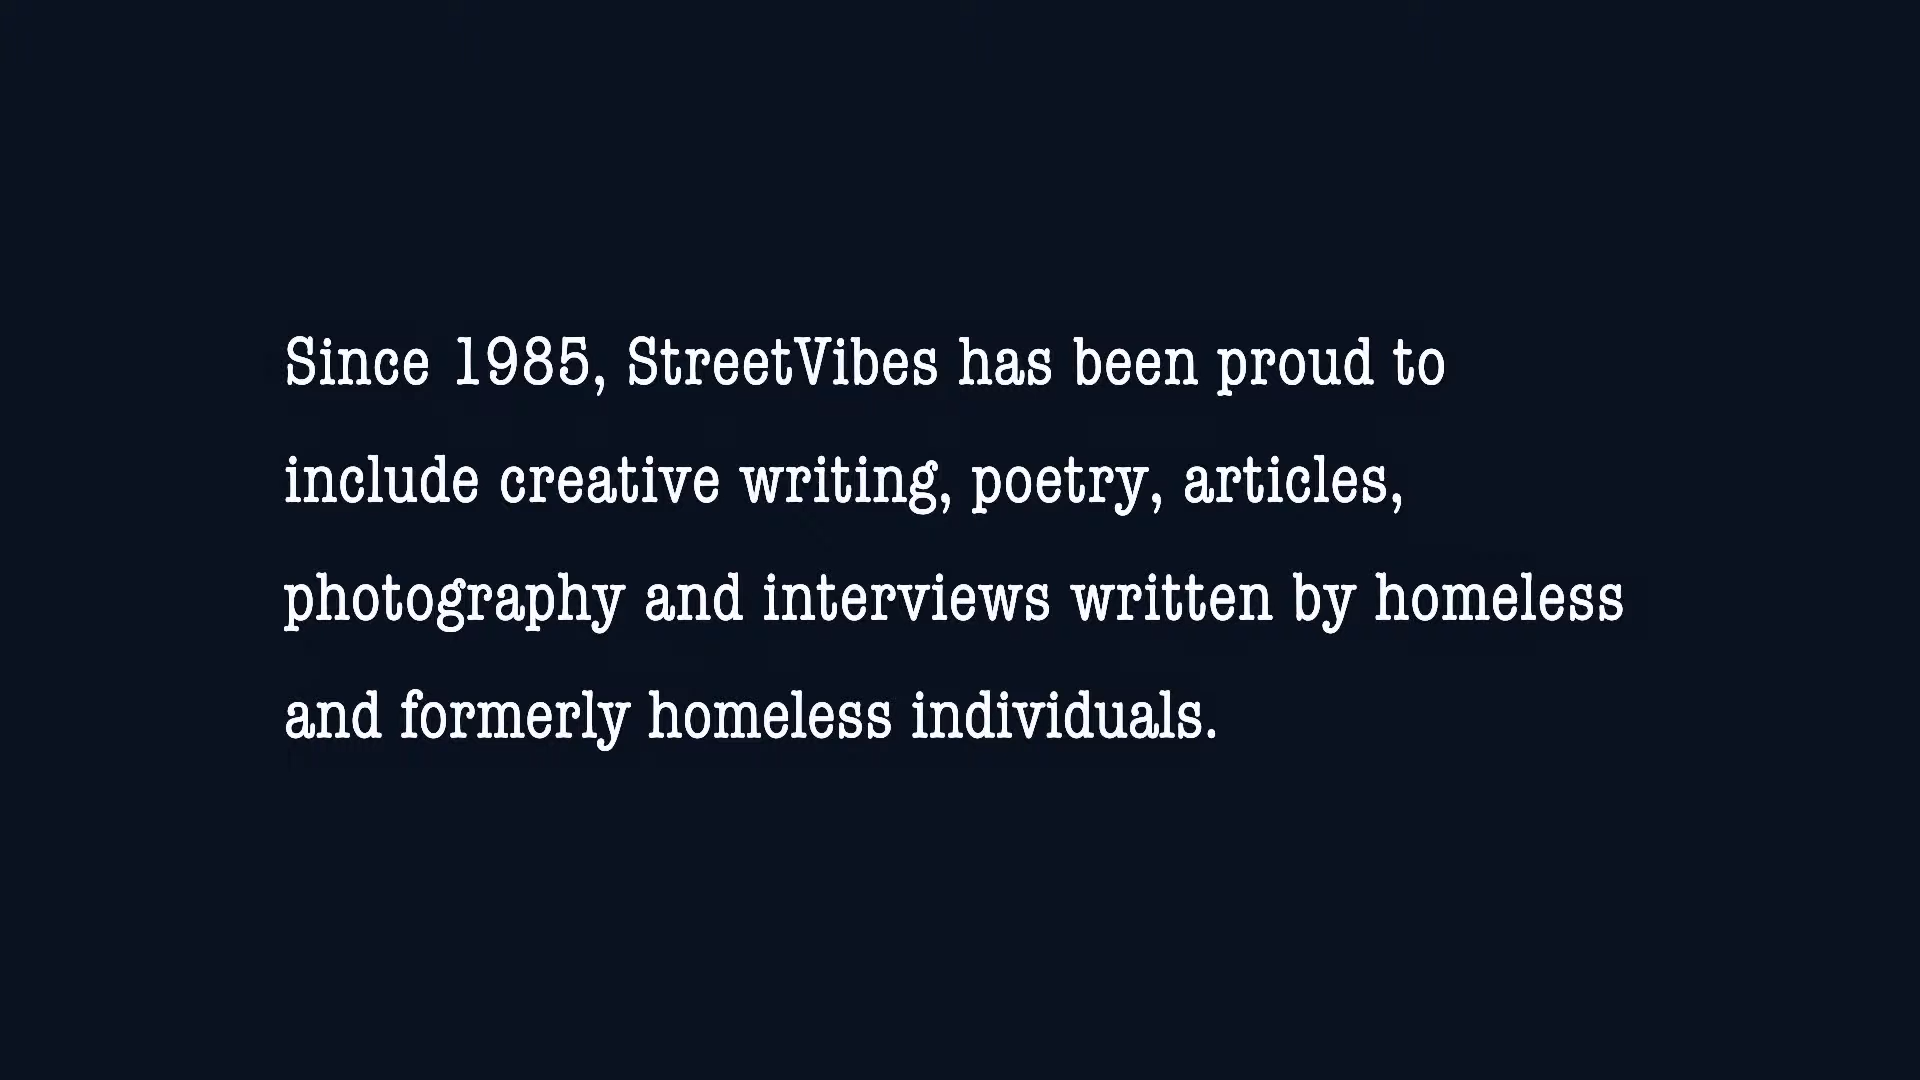 Since 1985, StreetVibes has been proud to
include creative writing, poetry, articles,
photography and interviews written by homeless
and formerly homeless individuals.